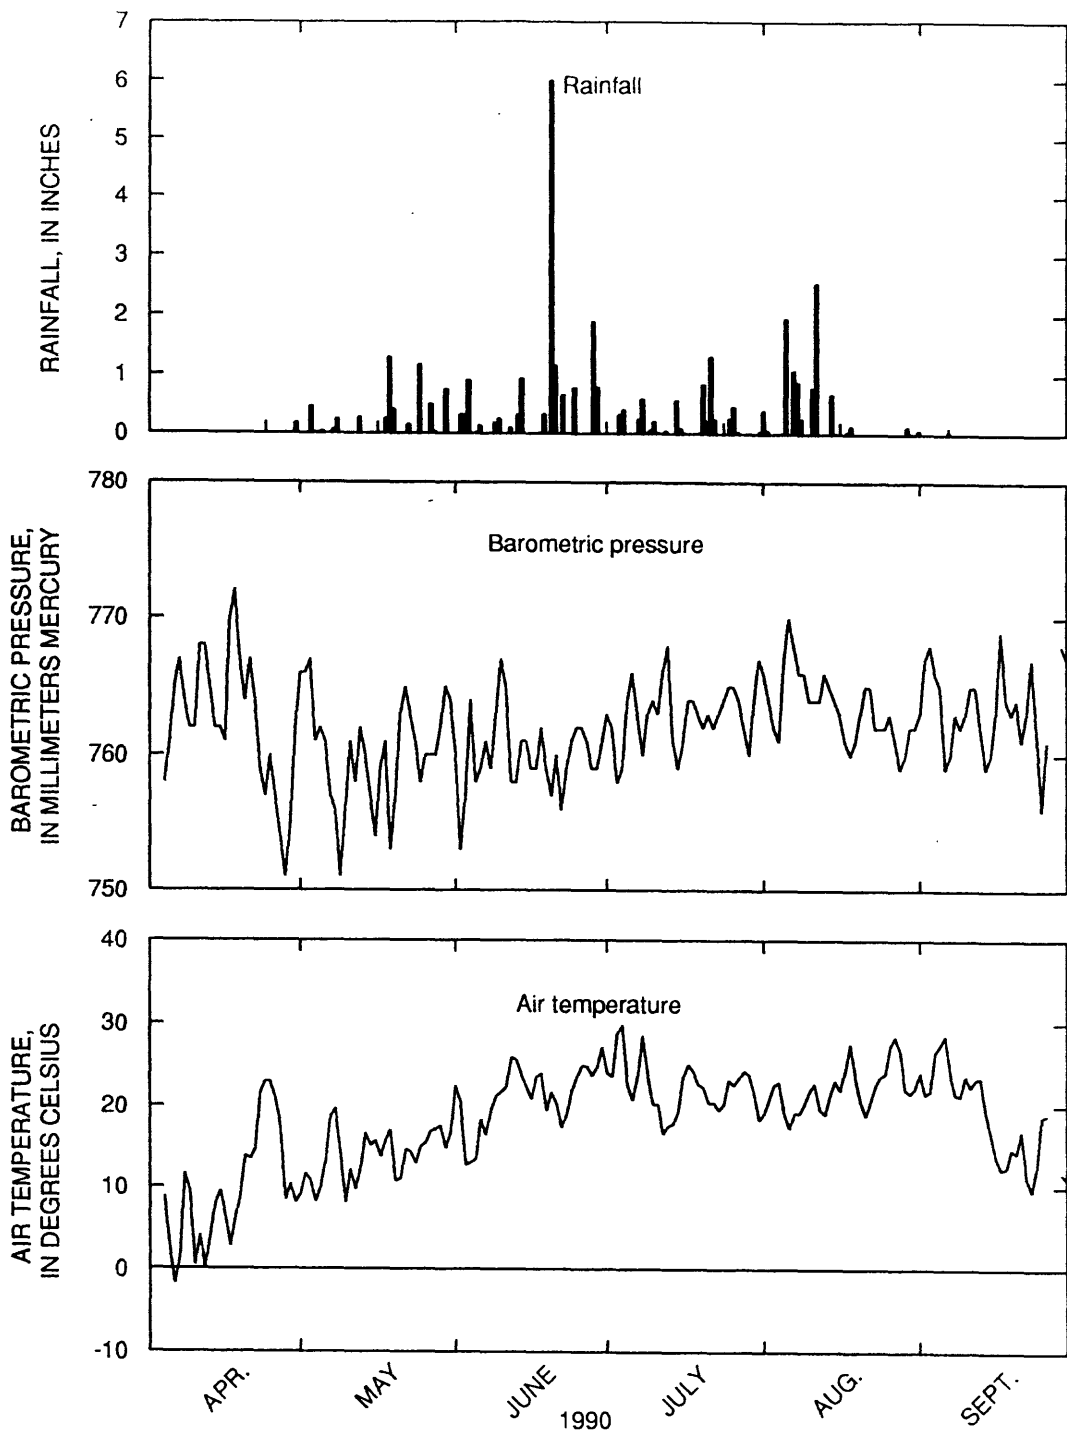 7
6
5
4
3
2
1
0
RAINFALL, IN INCHES
Rainfall
780
770
760
750
BAROMETRIC PRESSURE,
IN MILLIMETERS MERCURY
Barometric pressure
40
30
20
10
0
-10
AIR TEMPERATURE,
IN DEGREES CELSIUS
Air temperature
APR.
MAY
JUNE
JULY
AUG.
SEPT.
1990